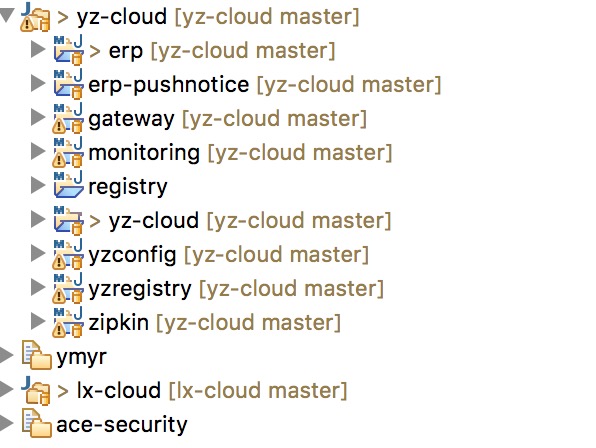 > yz-cloud [yz-cloud master]
> erp [yz-cloud master]
erp-pushnotice [yz-cloud master]
gateway [yz-cloud master]
monitoring [yz-cloud master]
registry
> yz-cloud [yz-cloud master]
yzconfig [yz-cloud master]
yzregistry [yz-cloud master]
zipkin [yz-cloud master]
ymyr
> lx-cloud [lx-cloud master]
ace-security